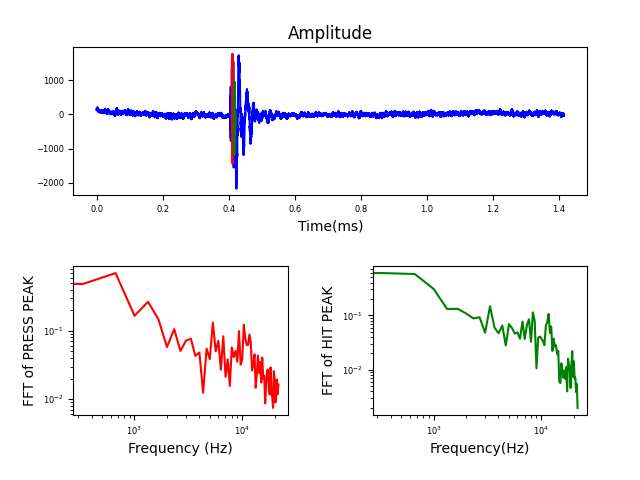 Amplitude
1000
0
−1000
−2000
0.0 0.2 0.4 0.6 0.8 1.0 1.2 1.4
Time(ms)
FFT of PRESS PEAK
10⁻¹
10⁻²
10³ 10⁴
Frequency (Hz)
FFT of HIT PEAK
10⁻¹
10⁻²
10³ 10⁴
Frequency(Hz)